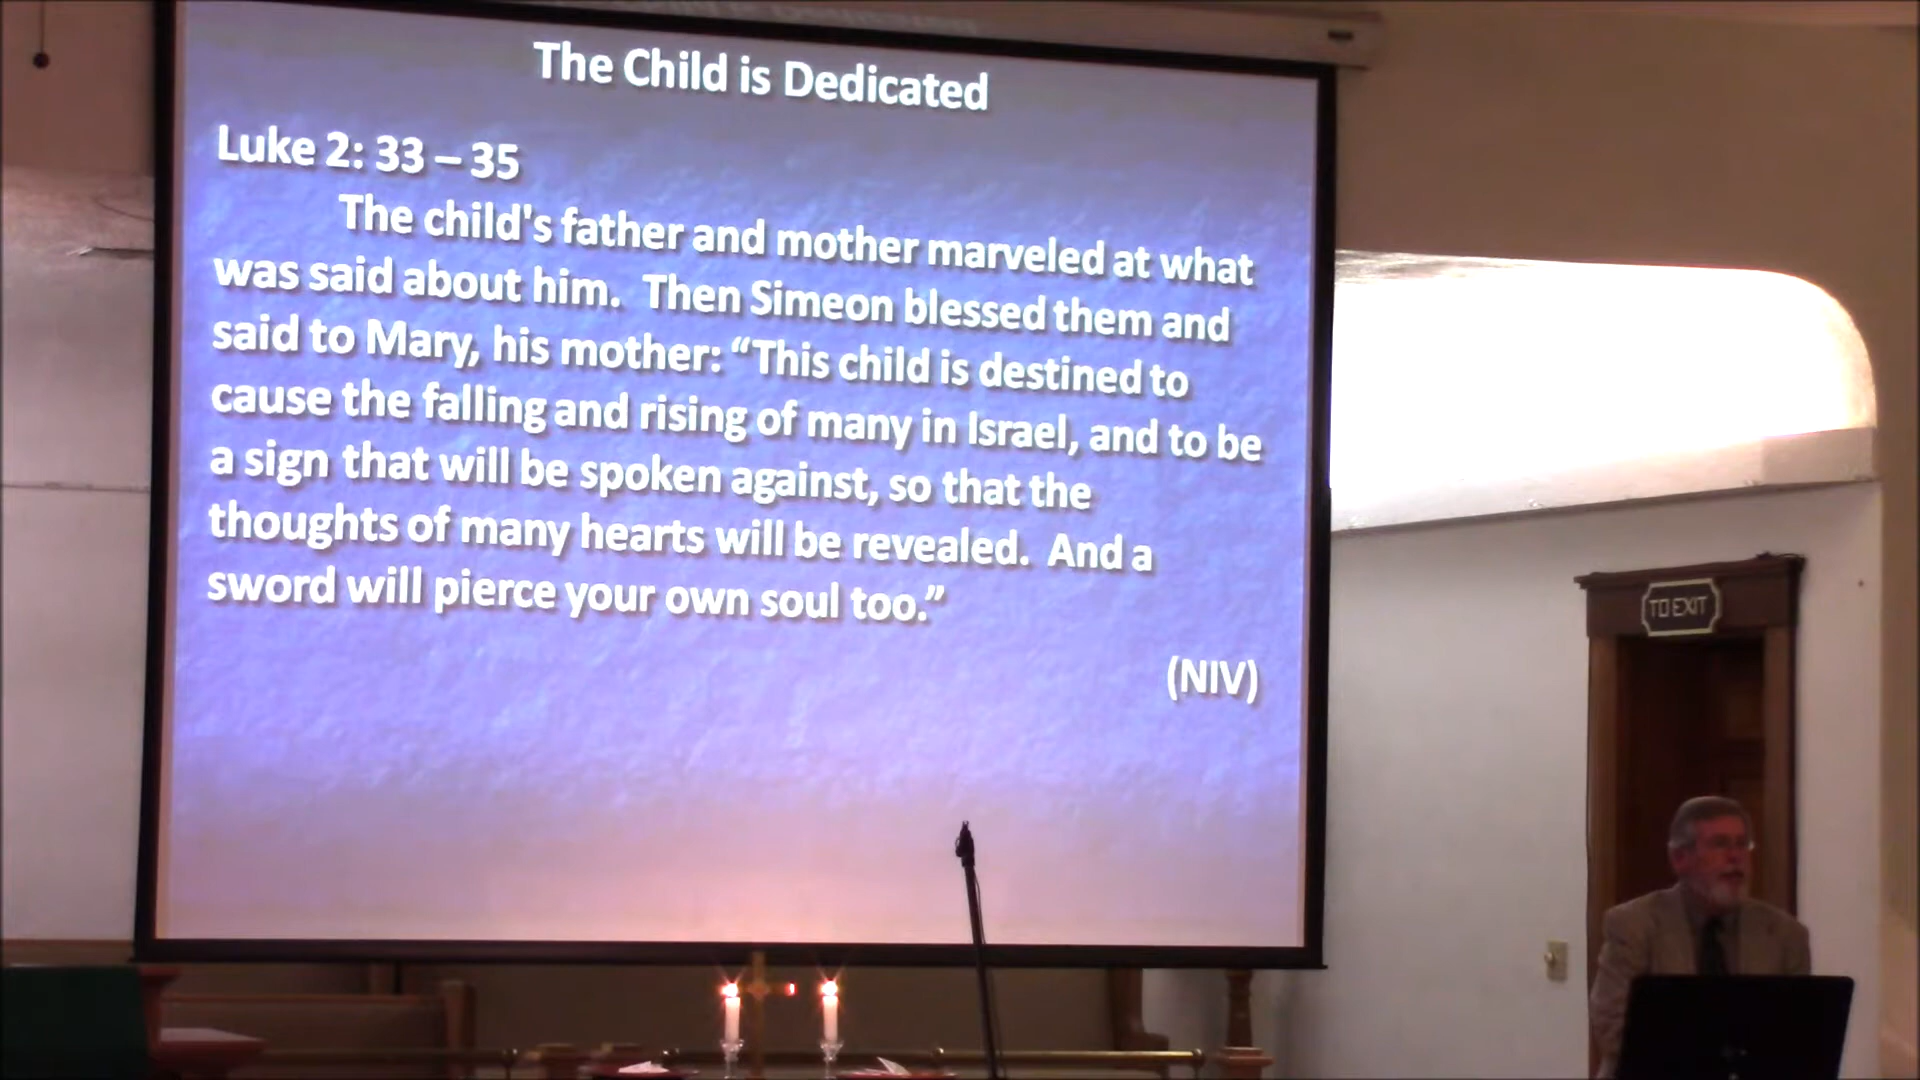 The Child is Dedicated
Luke 2: 33 – 35
The child's father and mother marveled at what
was said about him.  Then Simeon blessed them and
said to Mary, his mother: “This child is destined to
cause the falling and rising of many in Israel, and to be
a sign that will be spoken against, so that the
thoughts of many hearts will be revealed.  And a
sword will pierce your own soul too.”
(NIV)
TO EXIT